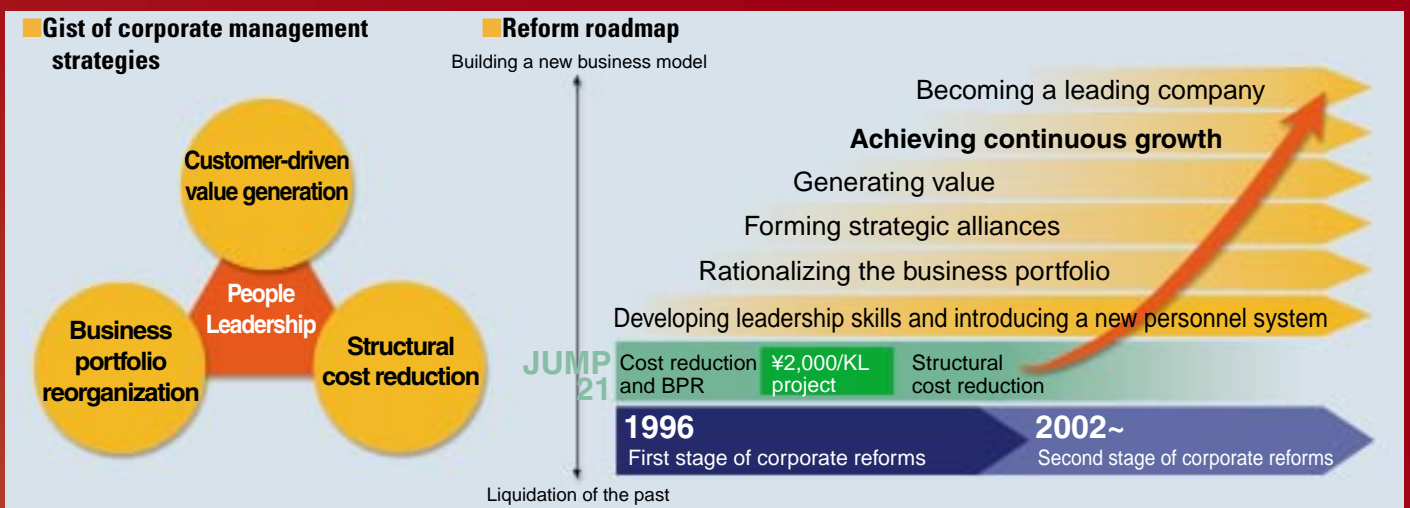 Gist of corporate management
strategies
Customer-driven
value generation
People
Leadership
Business
portfolio
reorganization
Structural
cost reduction
Reform roadmap
Building a new business model
Becoming a leading company
Achieving continuous growth
Generating value
Forming strategic alliances
Rationalizing the business portfolio
Developing leadership skills and introducing a new personnel system
JUMP
21
Cost reduction
and BPR
¥2,000/KL
project
Structural
cost reduction
1996
First stage of corporate reforms
2002~
Second stage of corporate reforms
Liquidation of the past